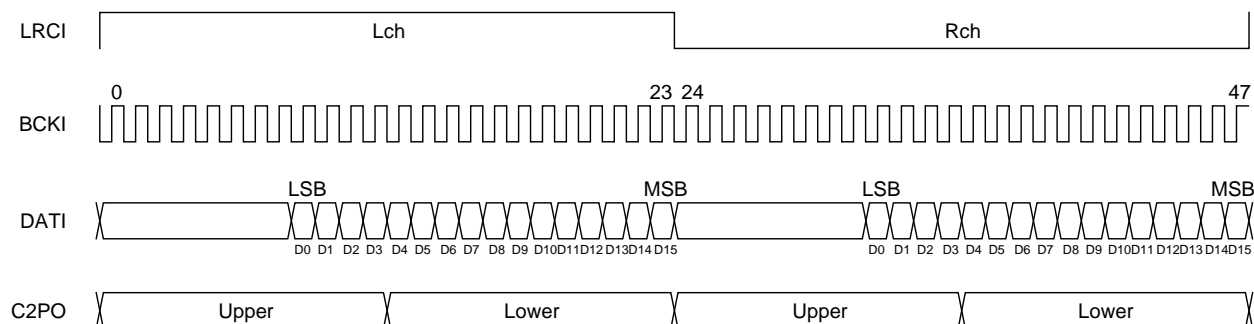 LRCI Lch Rch
0 23 24 47
BCKI
LSB MSB LSB MSB
DATI
D0 D1 D2 D3 D4 D5 D6 D7 D8 D9 D10 D11 D12 D13 D14 D15 D0 D1 D2 D3 D4 D5 D6 D7 D8 D9 D10 D11 D12 D13 D14 D15
C2PO Upper Lower Upper Lower